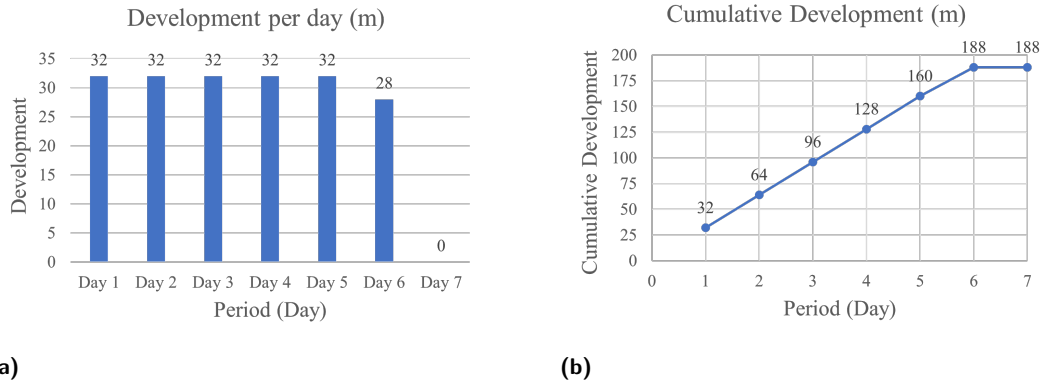 Development per day (m)
35
30
25
20
15
10
5
0
Development
32
32
32
32
32
28
0
Day 1
Day 2
Day 3
Day 4
Day 5
Day 6
Day 7
Period (Day)
a)
Cumulative Development (m)
200
175
150
125
100
75
50
25
0
Cumulative Development
32
64
96
128
160
188
188
0
1
2
3
4
5
6
7
Period (Day)
(b)